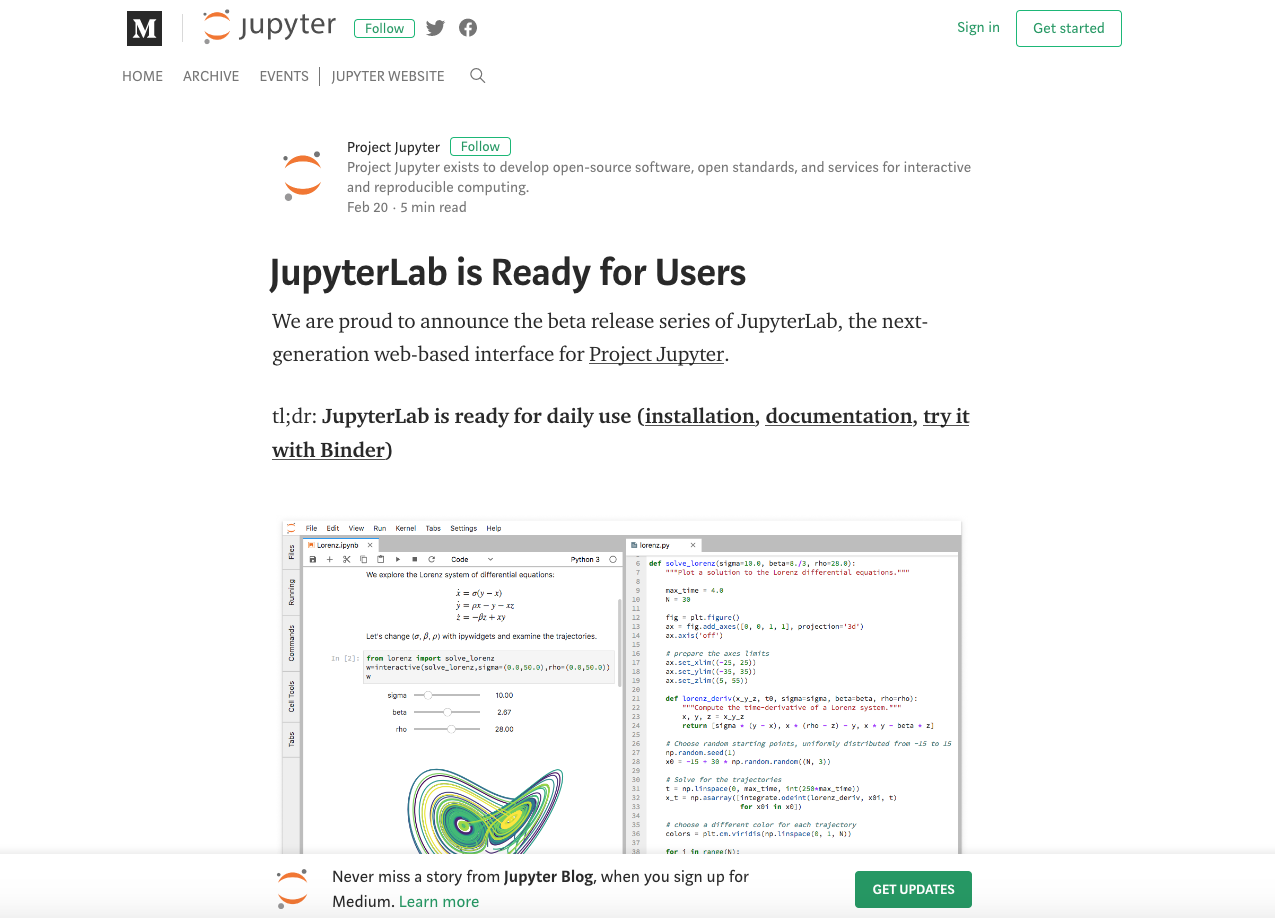 M jupyter Follow Sign in Get started
HOME ARCHIVE EVENTS JUPYTER WEBSITE
Project Jupyter Follow
Project Jupyter exists to develop open-source software, open standards, and services for interactive
and reproducible computing.
Feb 20 · 5 min read
JupyterLab is Ready for Users
We are proud to announce the beta release series of JupyterLab, the next-
generation web-based interface for Project Jupyter.
tl;dr: JupyterLab is ready for daily use (installation, documentation, try it
with Binder)
File Edit View Run Kernel Tabs Settings Help
Files
Running
Commands
Cell Tools
Tabs
Lorenz.ipynb ×
Code Python 3
We explore the Lorenz system of differential equations:
ẋ = σ(y − x)
ẏ = ρx − y − xz
ż = −βz + xy
Let's change (σ, β, ρ) with ipywidgets and examine the trajectories.
In [2]: from lorenz import solve_lorenz
w=interactive(solve_lorenz,sigma=(0.0,50.0),rho=(0.0,50.0))
w
sigma 10.00
beta 2.67
rho 28.00
lorenz.py ×
6 def solve_lorenz(sigma=10.0, beta=8./3, rho=28.0):
7 """Plot a solution to the Lorenz differential equations."""
8
9 max_time = 4.0
10 N = 30
11
12 fig = plt.figure()
13 ax = fig.add_axes([0, 0, 1, 1], projection='3d')
14 ax.axis('off')
15
16 # prepare the axes limits
17 ax.set_xlim((-25, 25))
18 ax.set_ylim((-35, 35))
19 ax.set_zlim((5, 55))
20
21 def lorenz_deriv(x_y_z, t0, sigma=sigma, beta=beta, rho=rho):
22 """Compute the time-derivative of a Lorenz system."""
23 x, y, z = x_y_z
24 return [sigma * (y - x), x * (rho - z) - y, x * y - beta * z]
25
26 # Choose random starting points, uniformly distributed from -15 to 15
27 np.random.seed(1)
28 x0 = -15 + 30 * np.random.random((N, 3))
29
30 # Solve for the trajectories
31 t = np.linspace(0, max_time, int(250*max_time))
32 x_t = np.asarray([integrate.odeint(lorenz_deriv, x0i, t)
33 for x0i in x0])
34
35 # choose a different color for each trajectory
36 colors = plt.cm.viridis(np.linspace(0, 1, N))
37
38 for i in range(N):
Never miss a story from Jupyter Blog, when you sign up for
Medium. Learn more
GET UPDATES